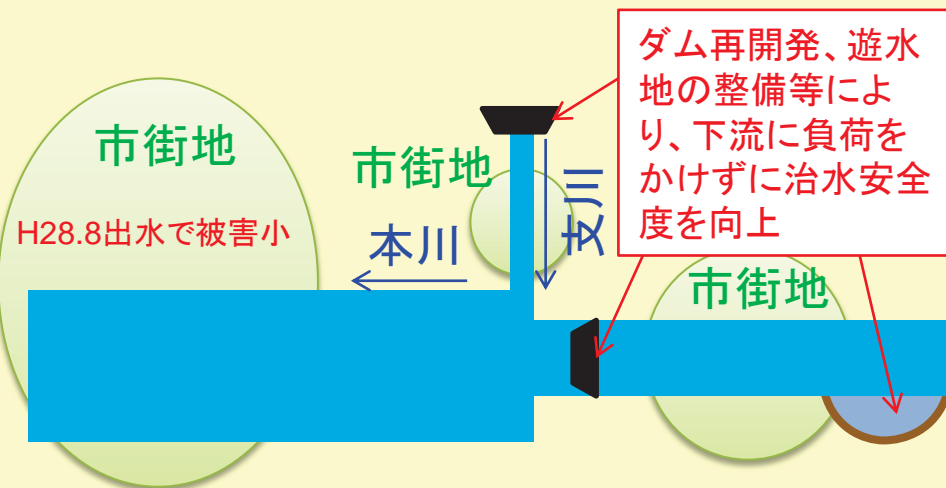 ダム再開発、遊水
地の整備等によ
り、下流に負荷を
かけずに治水安全
度を向上
市街地
H28.8出水で被害小
市街地
本川
支川
市街地